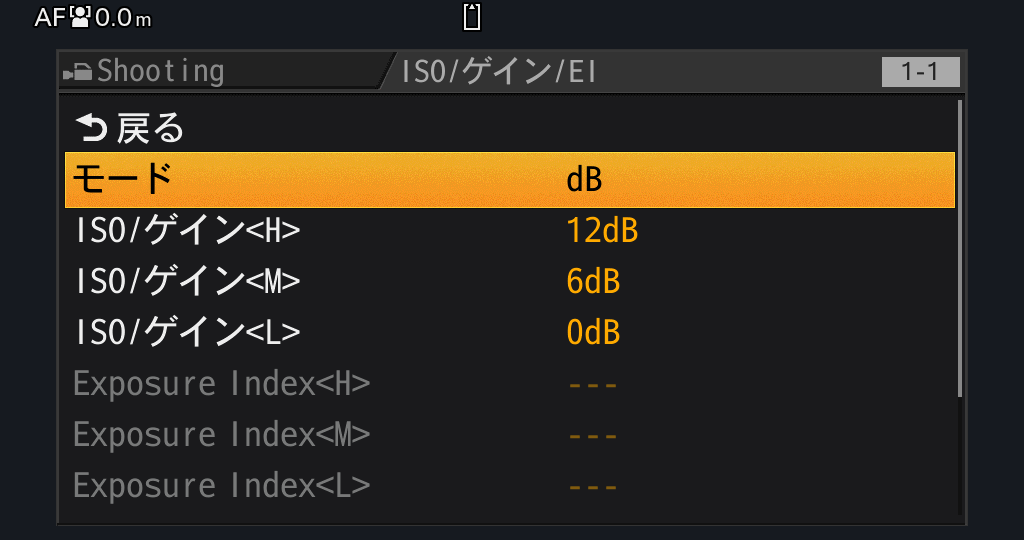 AF 0.0m
Shooting
ISO/ゲイン/EI
1-1
戻る
モード dB
ISO/ゲイン<H> 12dB
ISO/ゲイン<M> 6dB
ISO/ゲイン<L> 0dB
Exposure Index<H> ---
Exposure Index<M> ---
Exposure Index<L> ---